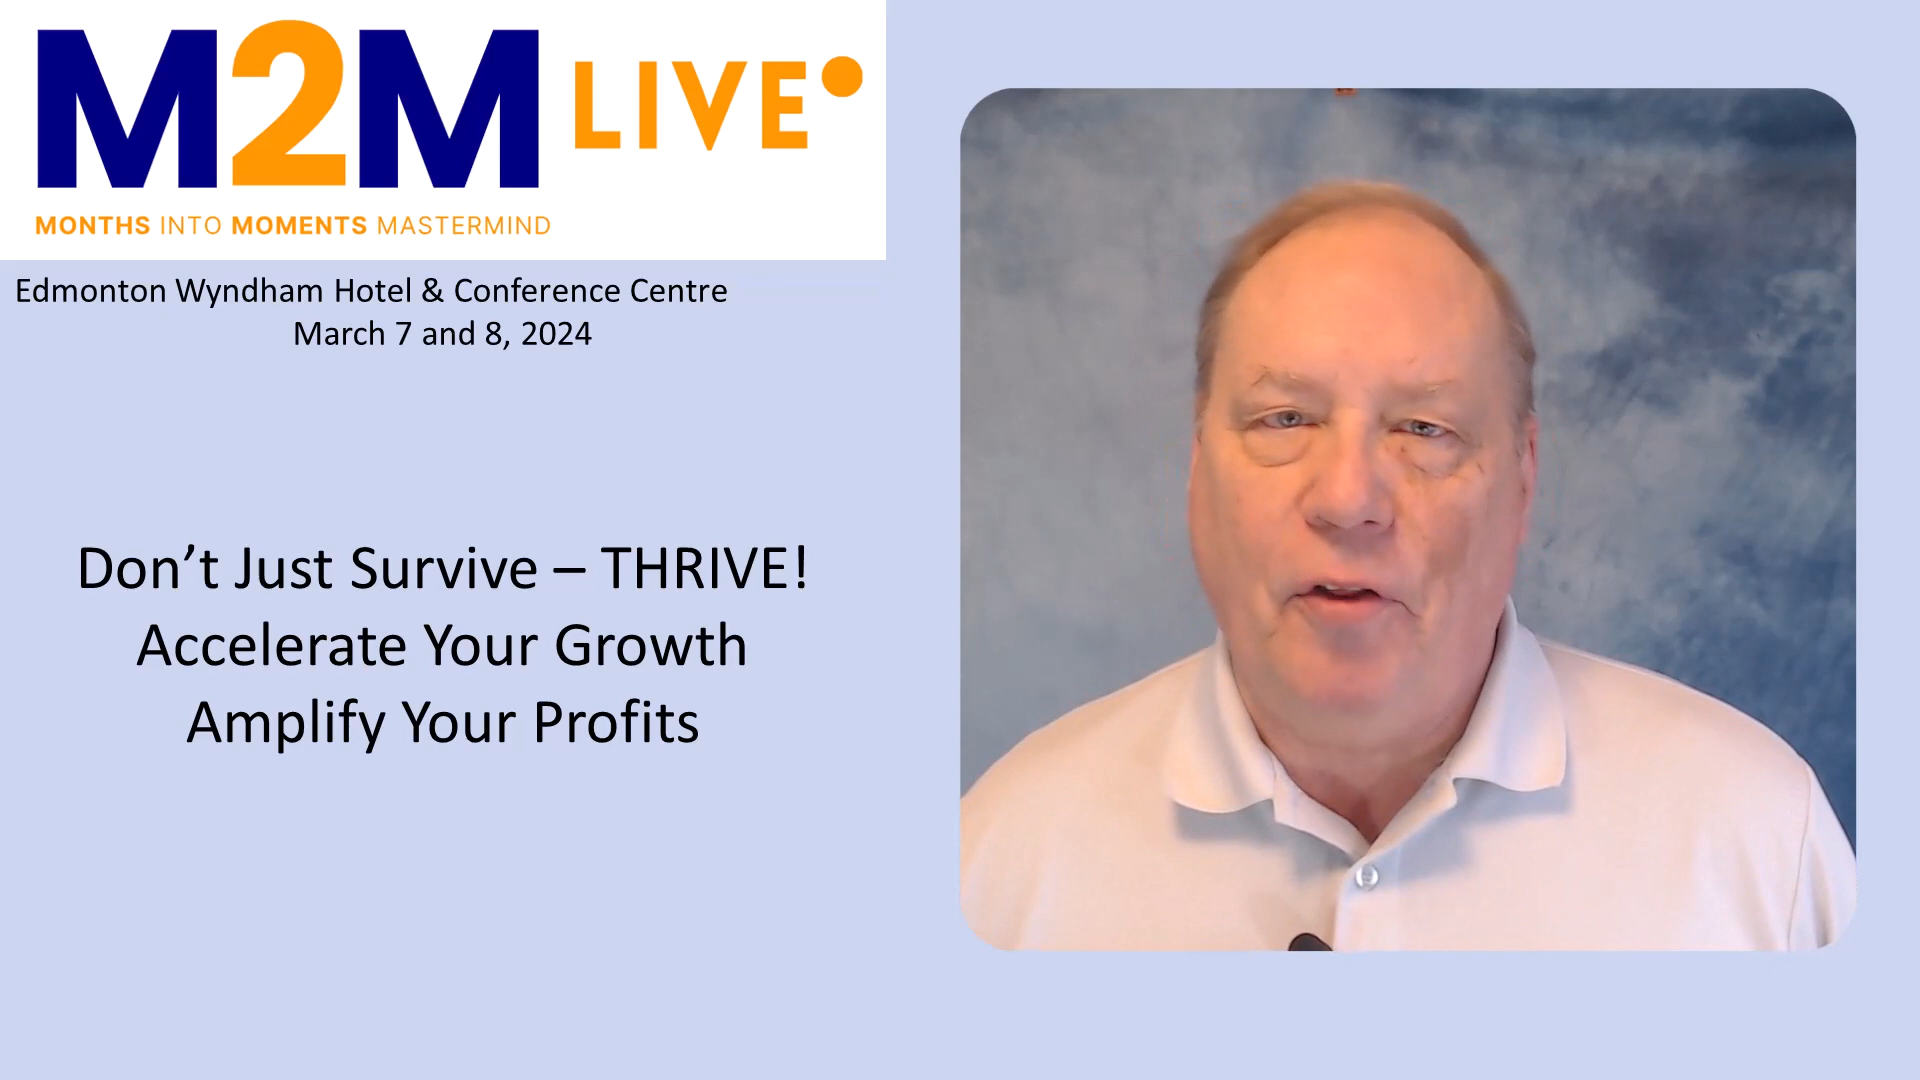 M2M LIVE
MONTHS INTO MOMENTS MASTERMIND
Edmonton Wyndham Hotel & Conference Centre
March 7 and 8, 2024
Don’t Just Survive – THRIVE!
Accelerate Your Growth
Amplify Your Profits